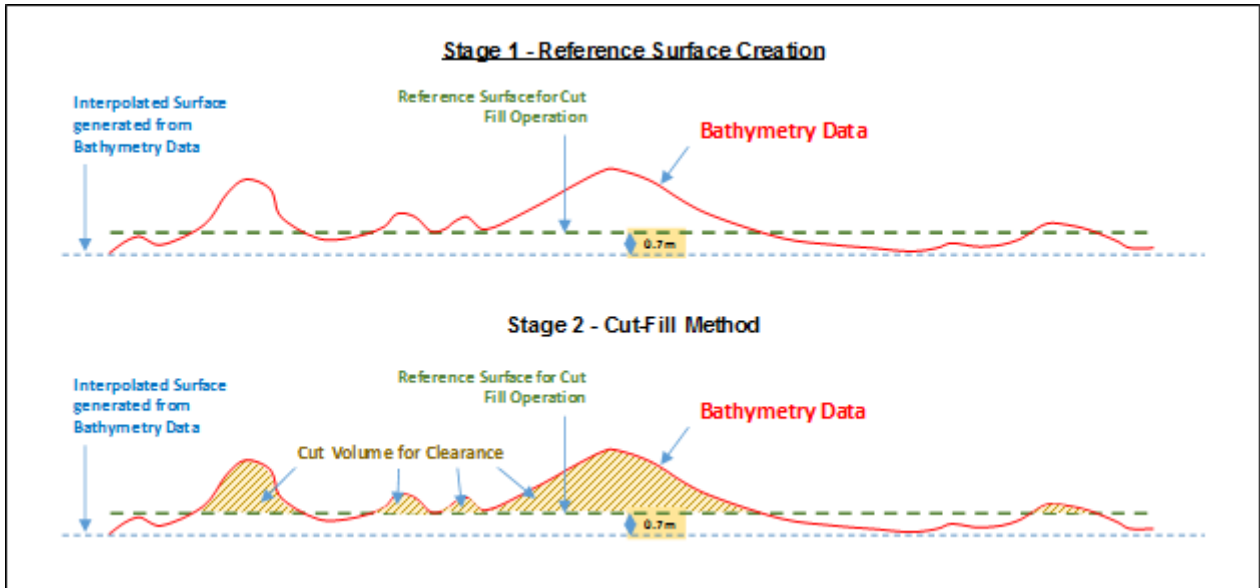 Stage 1 - Reference Surface Creation
Interpolated Surface
generated from
Bathymetry Data
Reference Surface for Cut
Fill Operation
Bathymetry Data
0.7m
Stage 2 - Cut-Fill Method
Interpolated Surface
generated from
Bathymetry Data
Reference Surface for Cut
Fill Operation
Bathymetry Data
Cut Volume for Clearance
0.7m